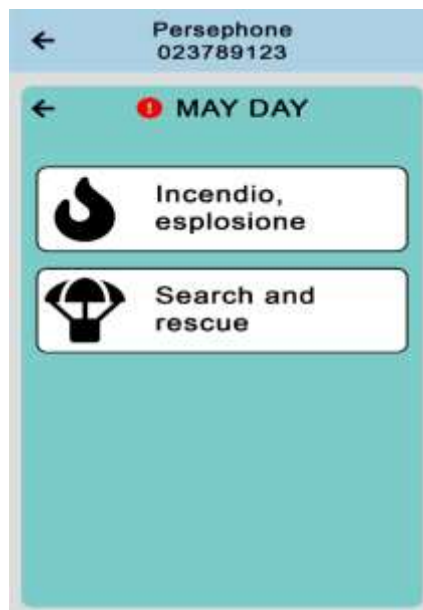 Persephone
023789123
MAY DAY
Incendio,
esplosione
Search and
rescue